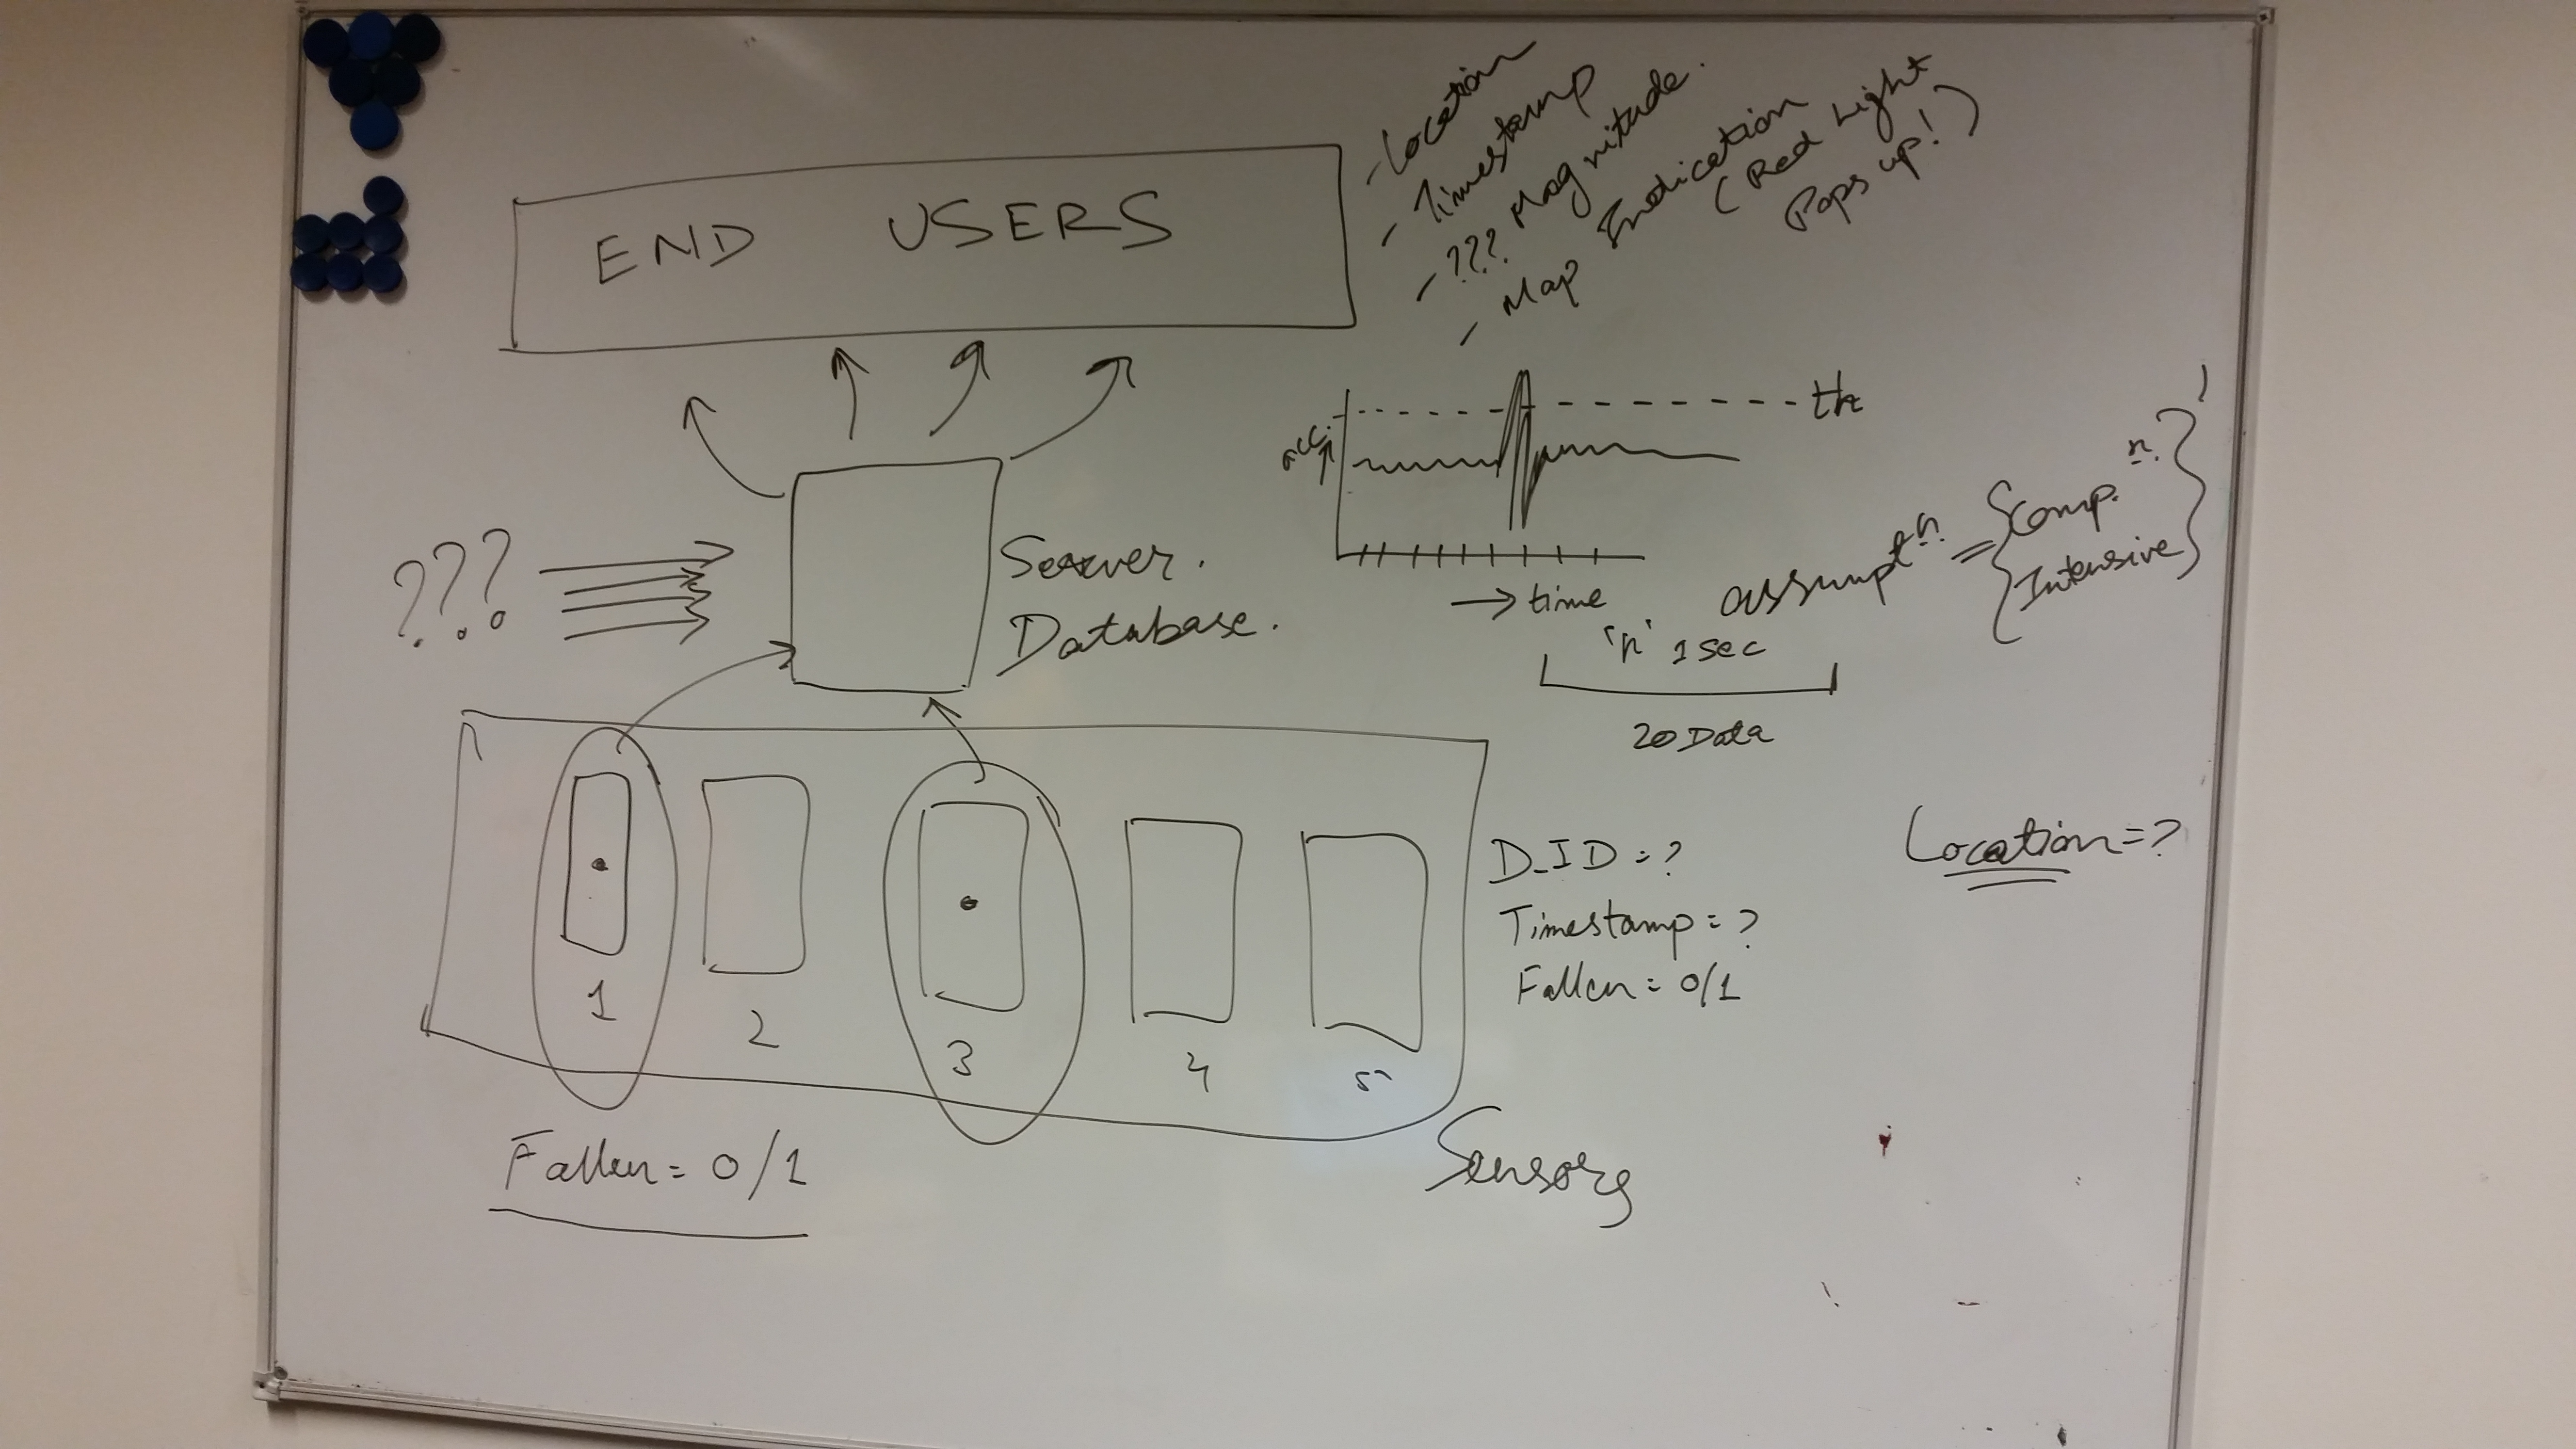 END USERS
- Location
- Timestamp
- ??? Magnitude.
- Map Indication
(Red Light
Pops up!)
acc.
th
→ time
'n' 1 sec
20 Data
assumptn. = {Comp.n.
Intensive}
???
Server.
Database.
1
2
3
4
5
D_ID = ?
Timestamp = ?
Fallen = 0/1
Location = ?
Fallen = 0/1
Sensors